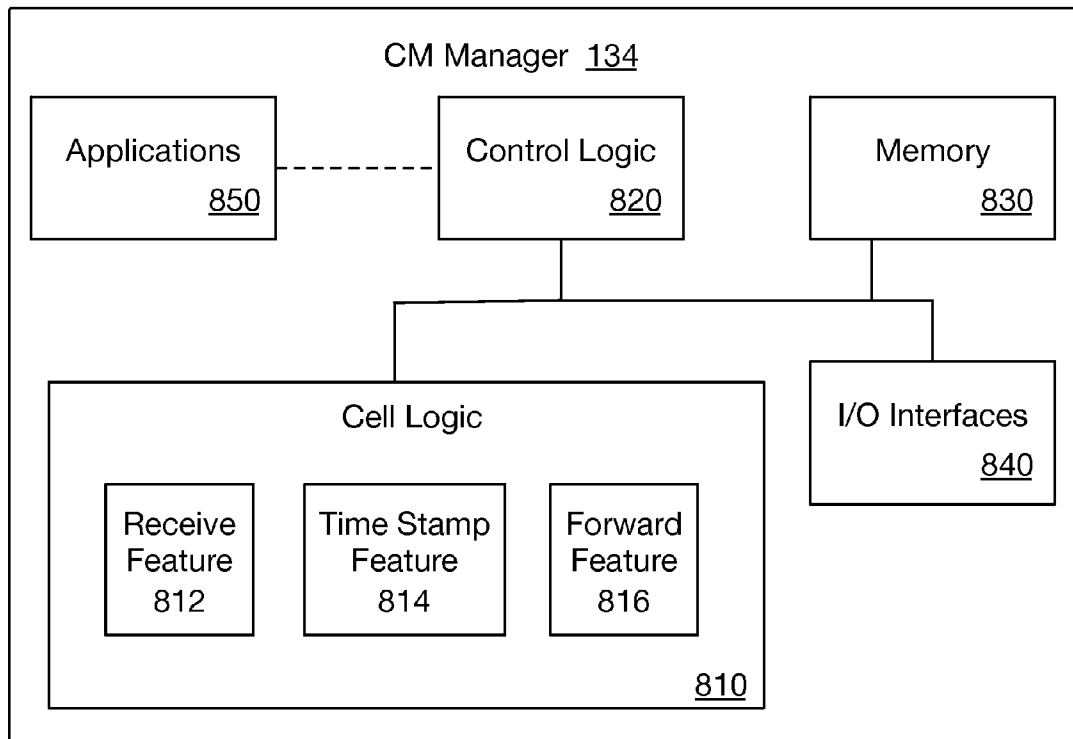 CM Manager 134
Applications
850
Control Logic
820
Memory
830
I/O Interfaces
840
Cell Logic
Receive
Feature
812
Time Stamp
Feature
814
Forward
Feature
816
810